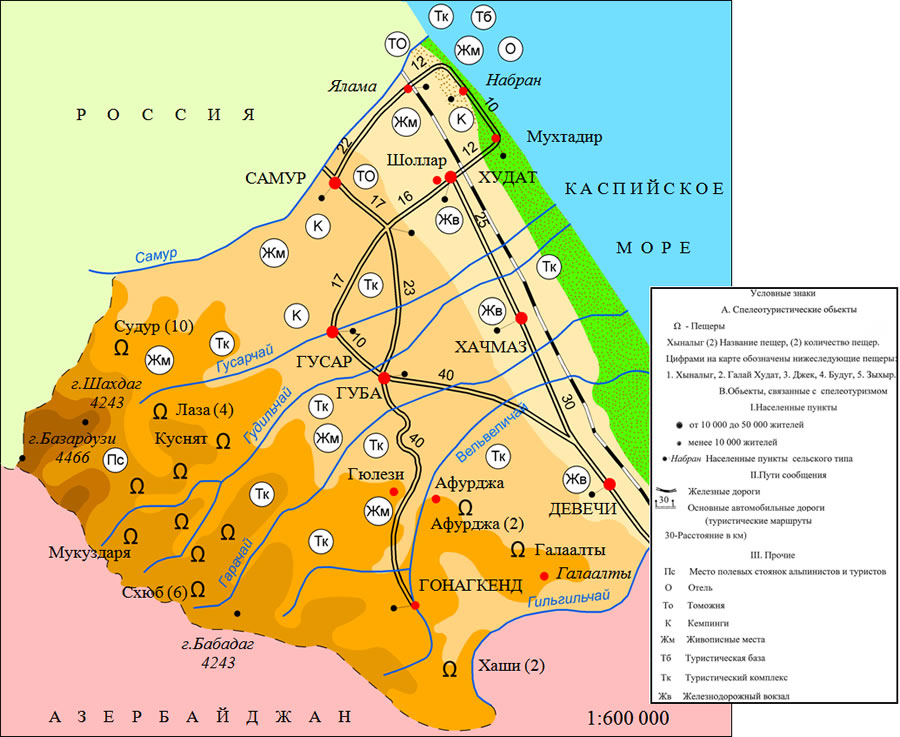 Тк
Тб
ТО
Жм
О
12
Ялама
Набран
РОССИЯ
10
Жм
К
Мухтадир
22
12
Шоллар
САМУР
ТО
ХУДАТ
КАСПИЙСКОЕ
17
16
К
Жв
25
МОРЕ
Самур
Жм
Тк
17
Тк
23
К
Жв
Судур (10)
Жм
Тк
10
ХАЧМАЗ
Гусарчай
ГУСАР
г.Шахдаг
4243
ГУБА
40
Лаза (4)
Гудильчай
Тк
30
г.Базардузи
4466
Куснят
Жм
Тк
40
Вельвеличай
Пс
Тк
Гюлези
Афурджа
Жв
Тк
Жм
ДЕВЕЧИ
Афурджа (2)
Мукуздаря
Тк
Галаалты
Гарачай
Галаалты
Схюб (6)
ГОНАГКЕНД
Гильгильчай
г.Бабадаг
4243
Хаши (2)
АЗЕРБАЙДЖАН
1:600 000
Условные знаки
А. Спелеотуристические объекты
Ω - Пещеры
Хыналыг (2) Название пещер, (2) количество пещер.
Цифрами на карте обозначены нижеследующие пещеры:
1. Хыналыг, 2. Галай Худат, 3. Джек, 4. Будуг, 5. Зыхыр.
В.Объекты, связанные с спелеотуризмом
I.Населенные пункты
от 10 000 до 50 000 жителей
менее 10 000 жителей
Набран Населенные пункты сельского типа
II.Пути сообщения
Железные дороги
30
Основные автомобильные дороги
(туристические маршруты
30-Расстояние в км)
III. Прочие
Пс Место полевых стоянок альпинистов и туристов
О Отель
То Томожня
К Кемпинги
Жм Живописные места
Тб Туристическая база
Тк Туристический комплекс
Жв Железнодорожный вокзал